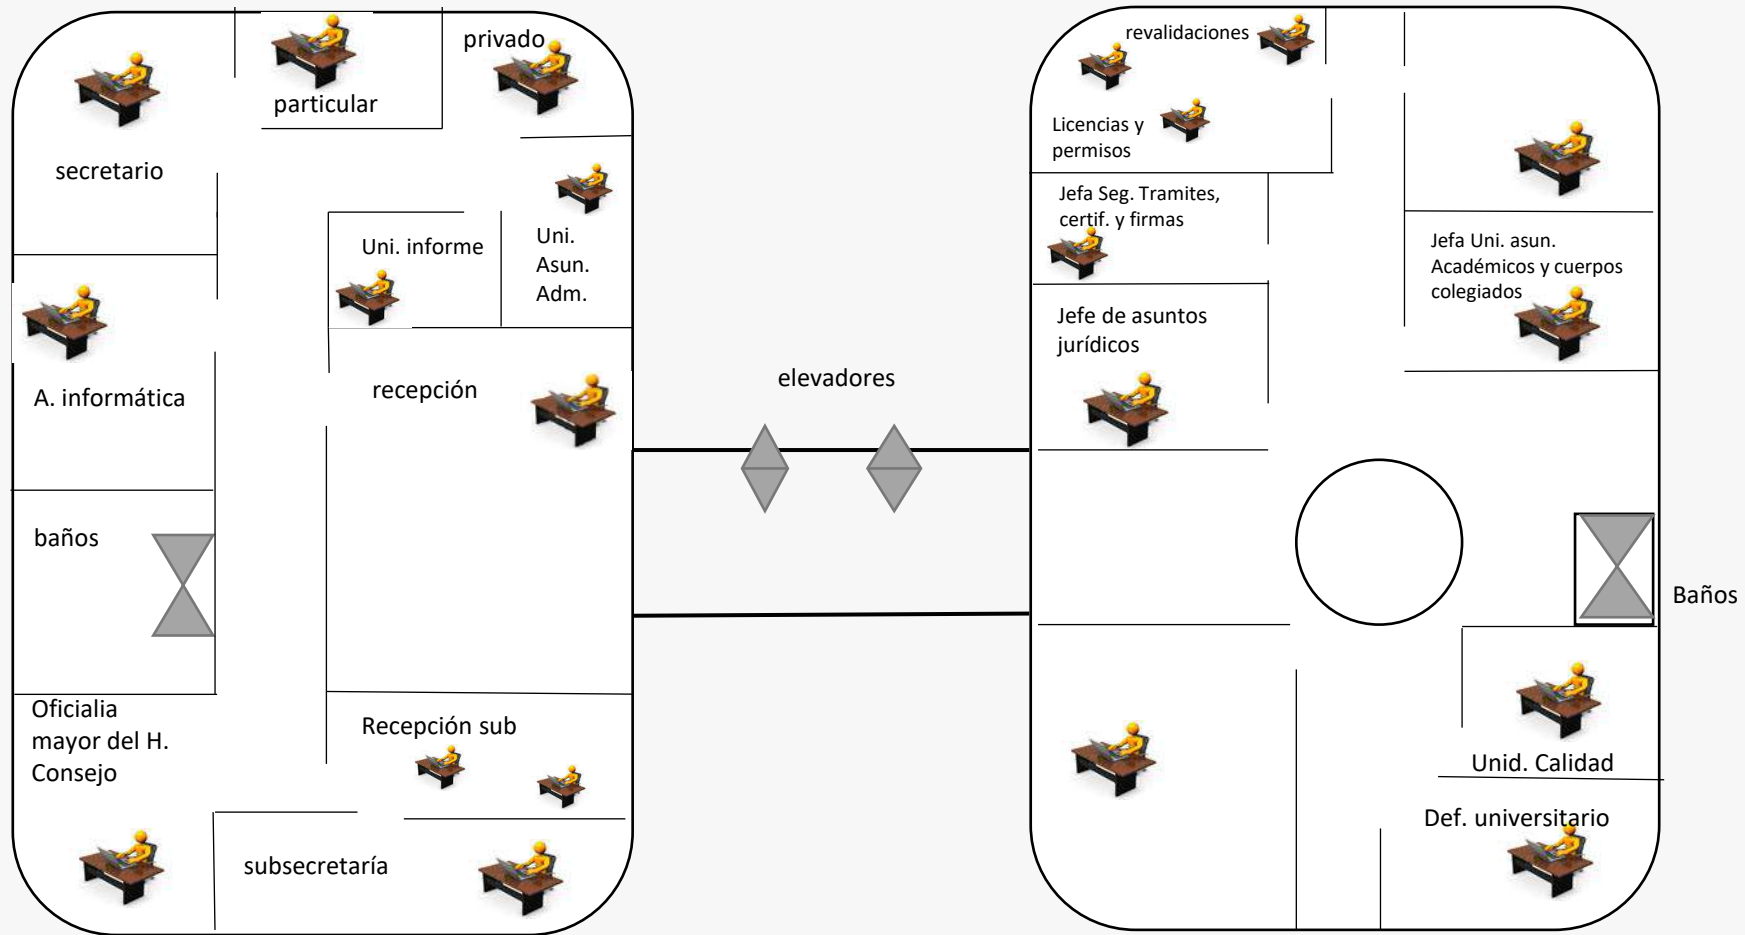 privado
particular
secretario
Uni. informe
Uni.
Asun.
Adm.
A. informática
recepción
baños
Oficialia
mayor del H.
Consejo
Recepción sub
subsecretaría
elevadores
revalidaciones
Licencias y
permisos
Jefa Seg. Tramites,
certif. y firmas
Jefa Uni. asun.
Académicos y cuerpos
colegiados
Jefe de asuntos
jurídicos
Baños
Unid. Calidad
Def. universitario